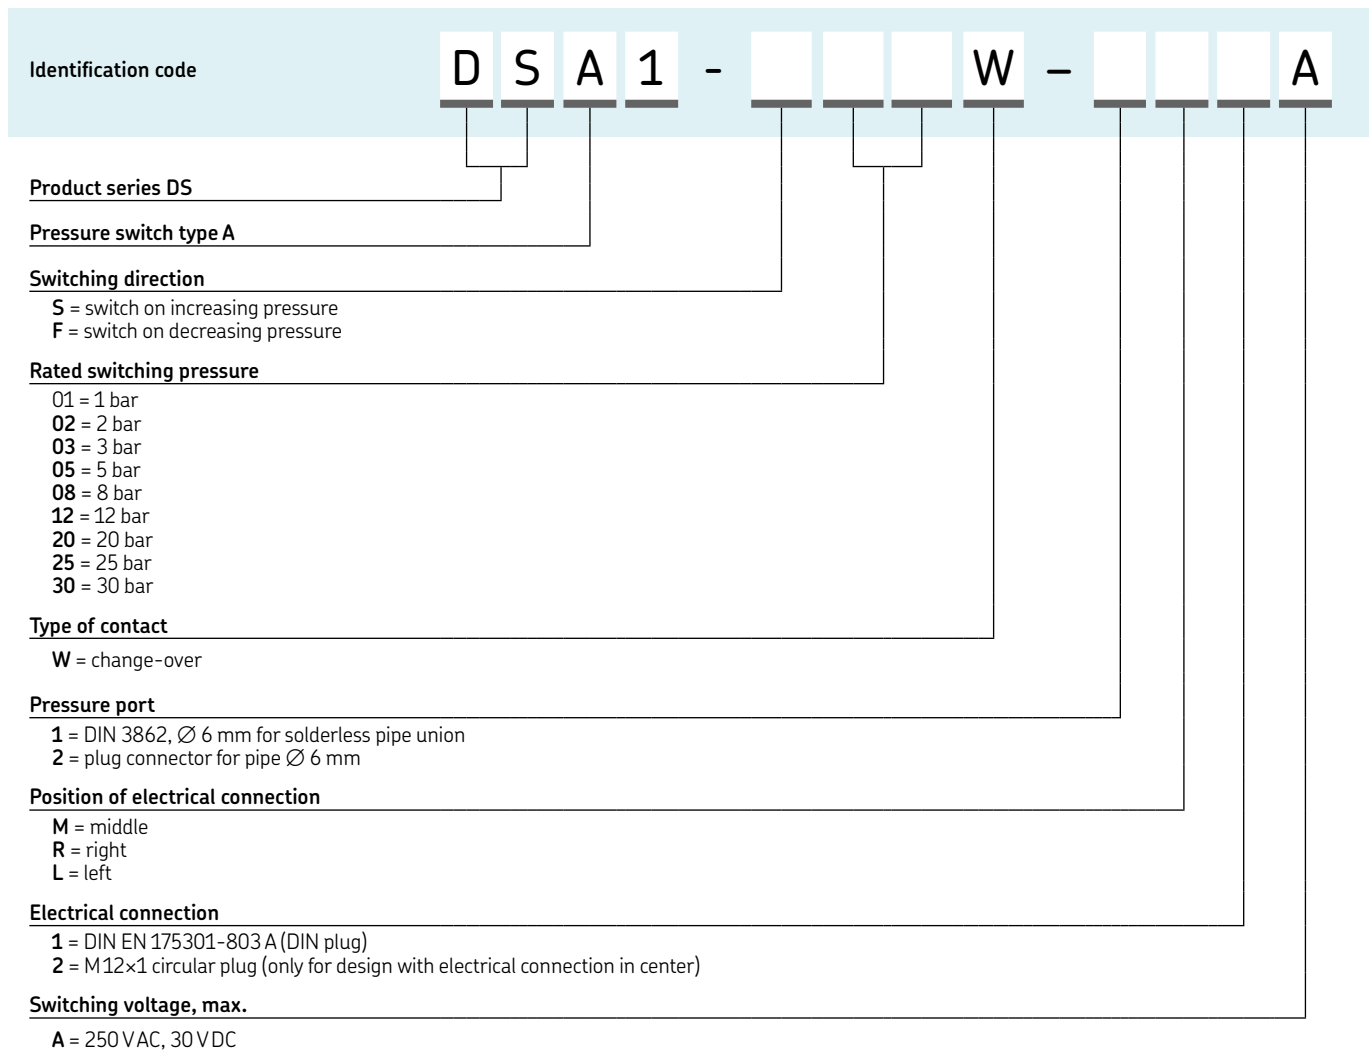 Identification code D S A 1 - W – A
Product series DS
Pressure switch type A
Switching direction
S = switch on increasing pressure
F = switch on decreasing pressure
Rated switching pressure
01 = 1 bar
02 = 2 bar
03 = 3 bar
05 = 5 bar
08 = 8 bar
12 = 12 bar
20 = 20 bar
25 = 25 bar
30 = 30 bar
Type of contact
W = change-over
Pressure port
1 = DIN 3862, ∅ 6 mm for solderless pipe union
2 = plug connector for pipe ∅ 6 mm
Position of electrical connection
M = middle
R = right
L = left
Electrical connection
1 = DIN EN 175301-803 A (DIN plug)
2 = M12×1 circular plug (only for design with electrical connection in center)
Switching voltage, max.
A = 250 V AC, 30 V DC